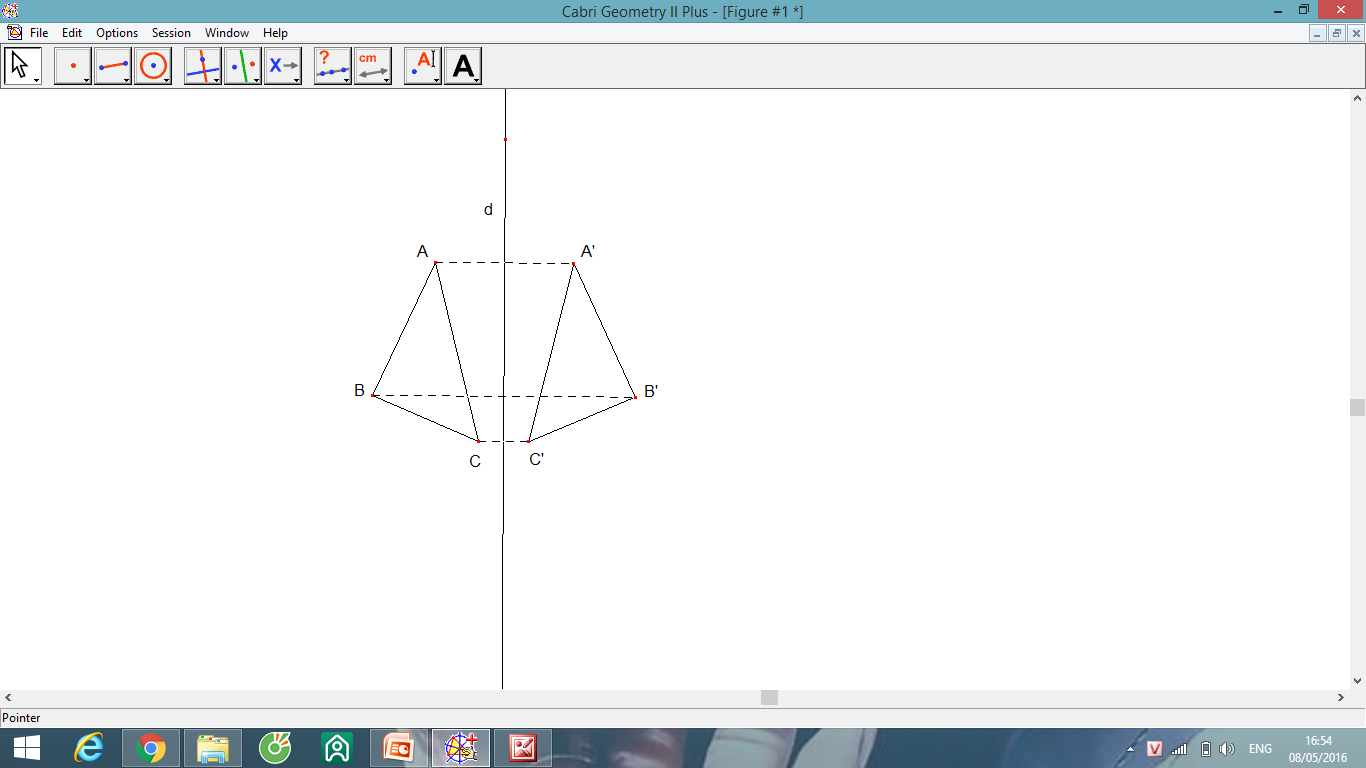 Cabri Geometry II Plus - [Figure #1 *]
File Edit Options Session Window Help
X ? cm A A
d
A A'
B B'
C C'
Pointer
ENG
16:54
08/05/2016